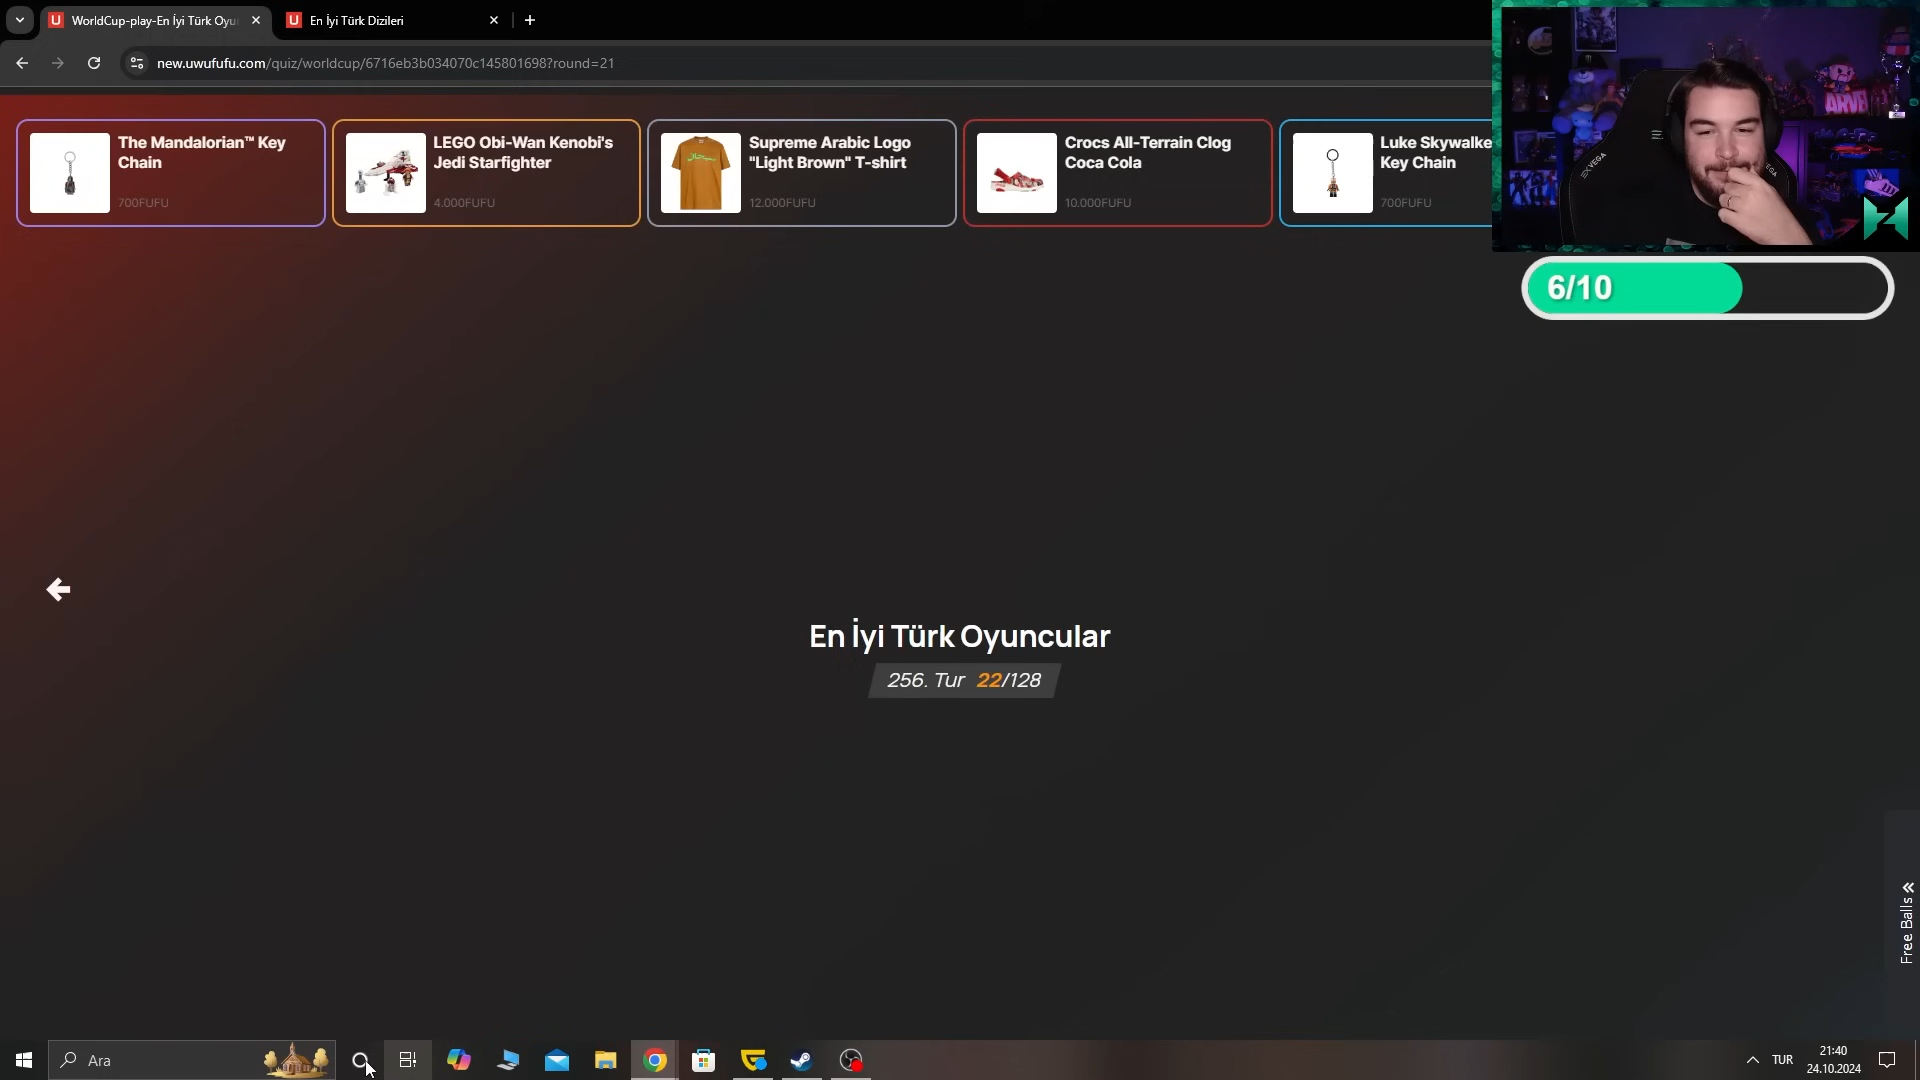 WorldCup-play-En İyi Türk Oyu
En İyi Türk Dizileri
new.uwufufu.com/quiz/worldcup/6716eb3b034070c145801698?round=21
The Mandalorian™ Key
Chain
700FUFU
LEGO Obi-Wan Kenobi's
Jedi Starfighter
4.000FUFU
Supreme Arabic Logo
"Light Brown" T-shirt
12.000FUFU
Crocs All-Terrain Clog
Coca Cola
10.000FUFU
Luke Skywalke
Key Chain
700FUFU
6/10
En İyi Türk Oyuncular
256. Tur 22/128
Free Balls
Ara
TUR
21:40
24.10.2024